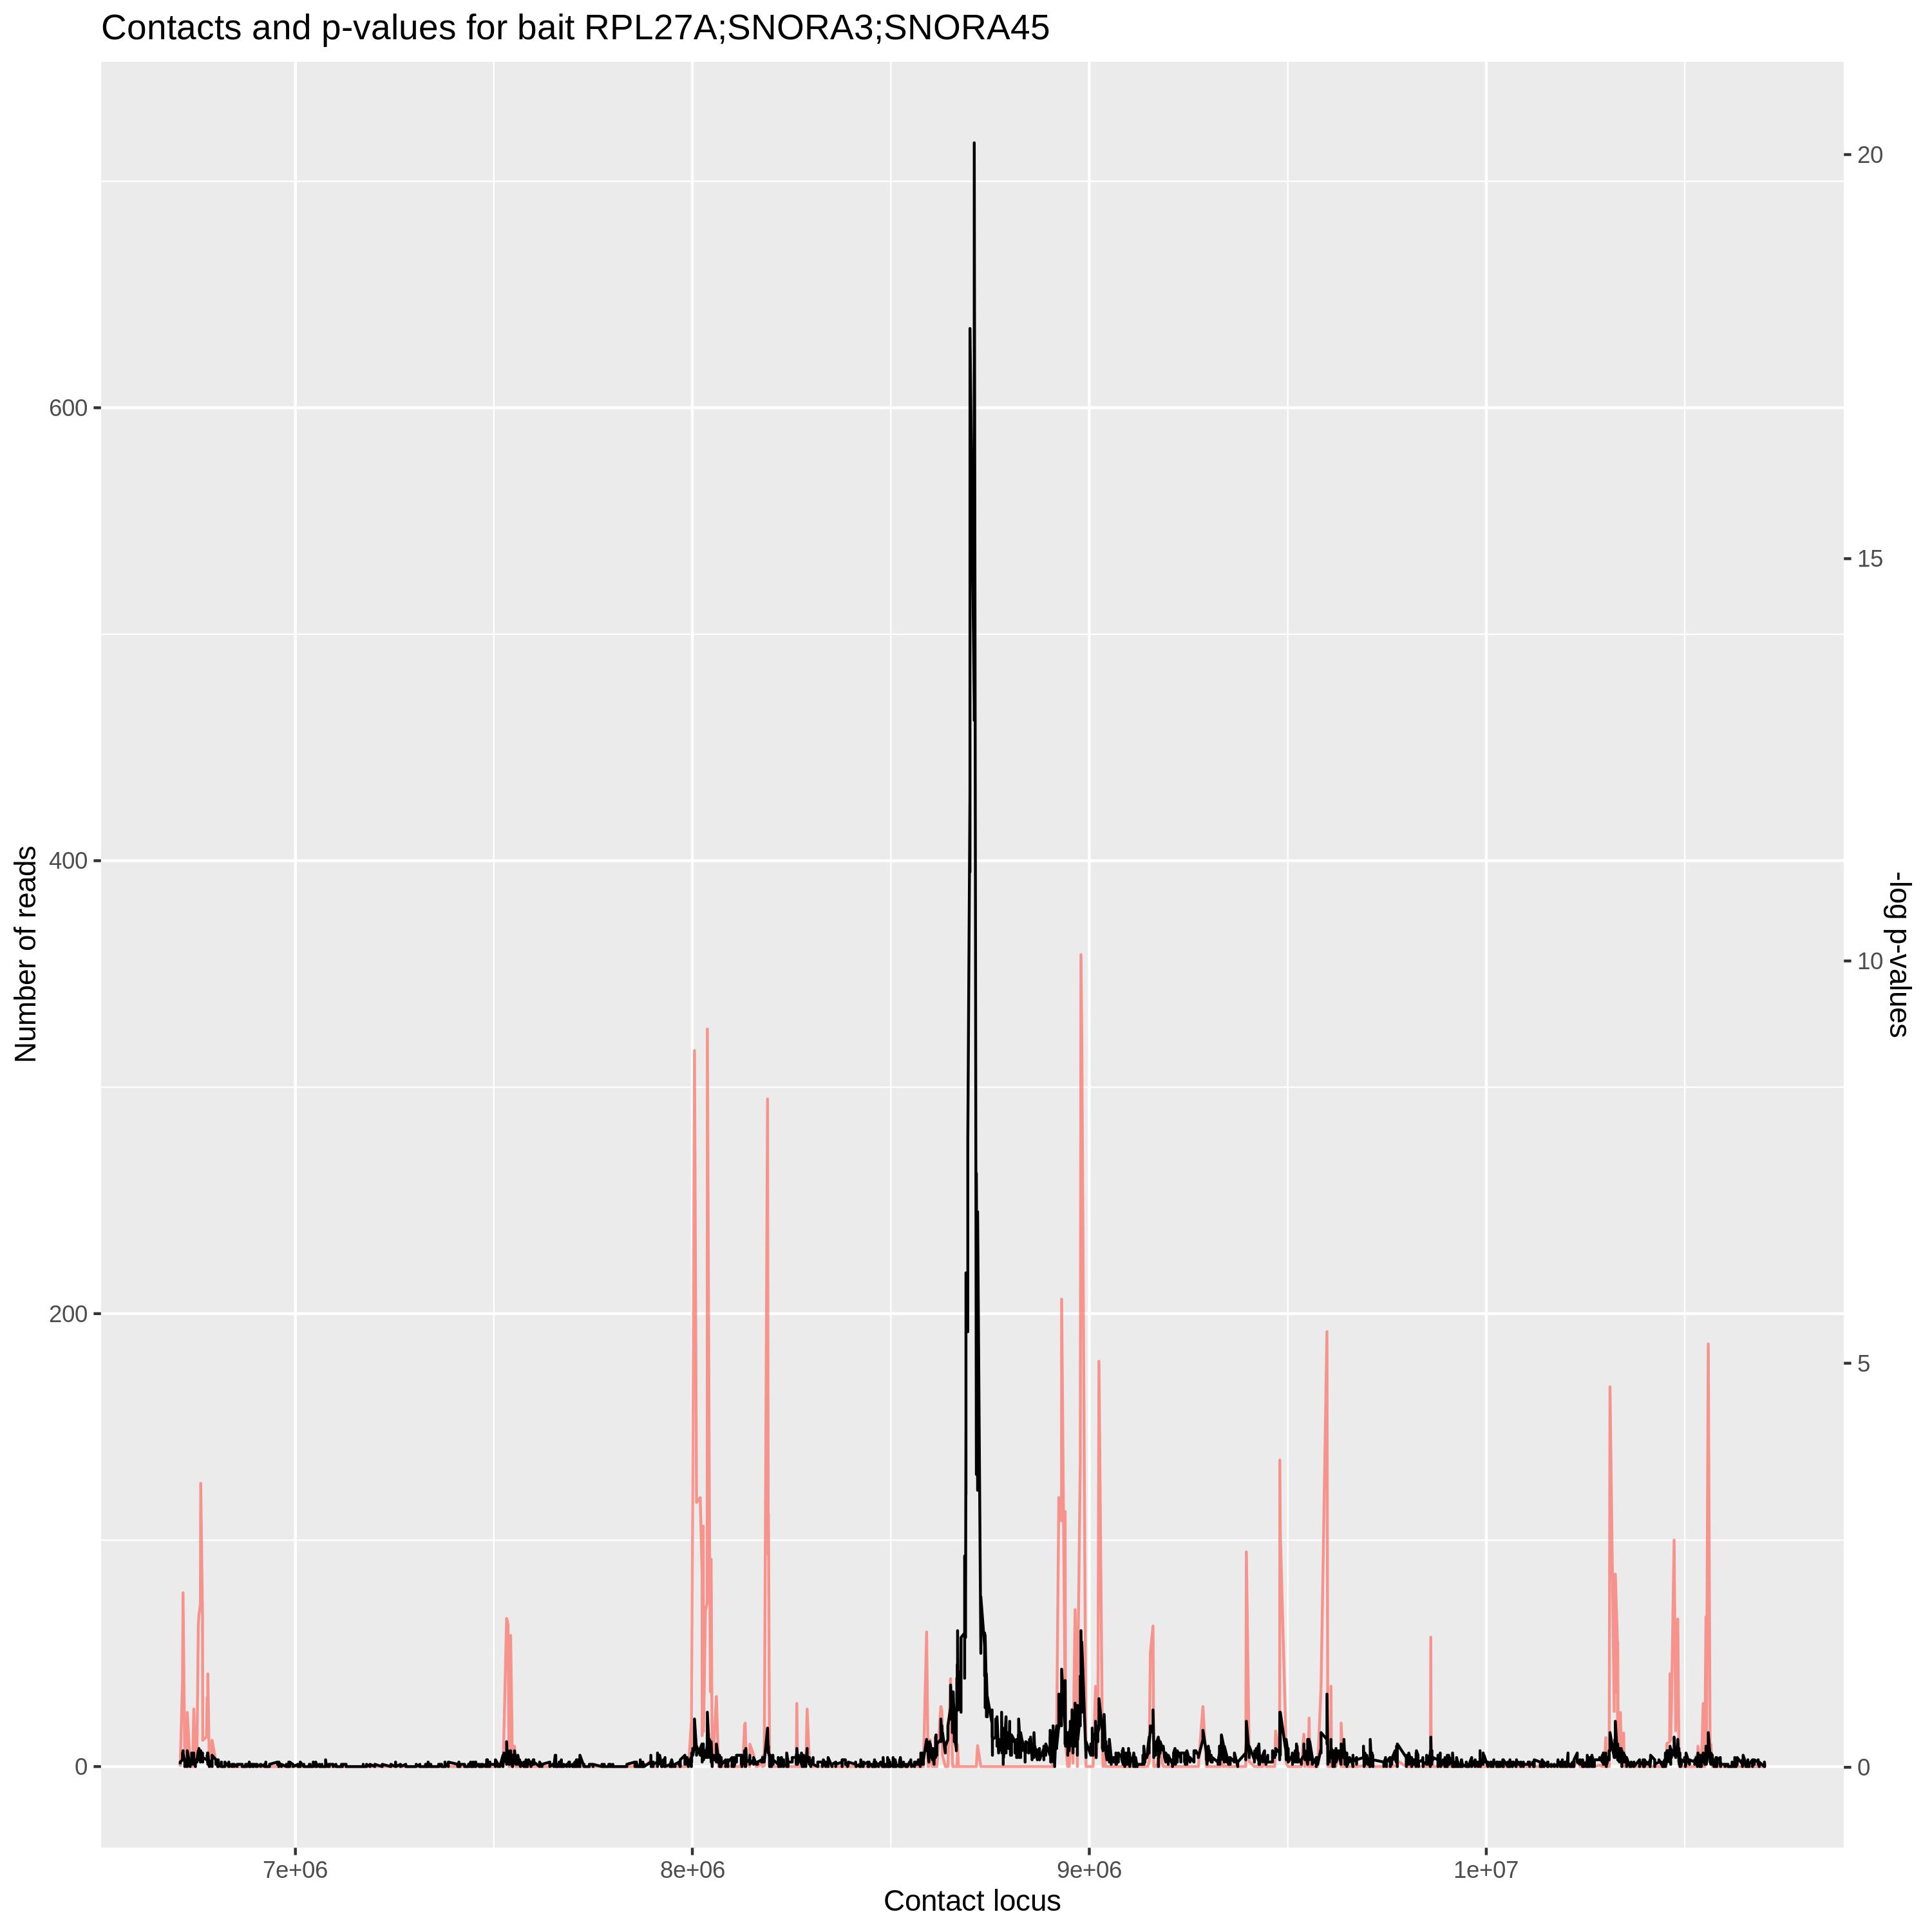 Contacts and p-values for bait RPL27A;SNORA3;SNORA45
Number of reads
600
400
200
0
20
15
10
5
0
-log p-values
7e+06
8e+06
9e+06
1e+07
Contact locus